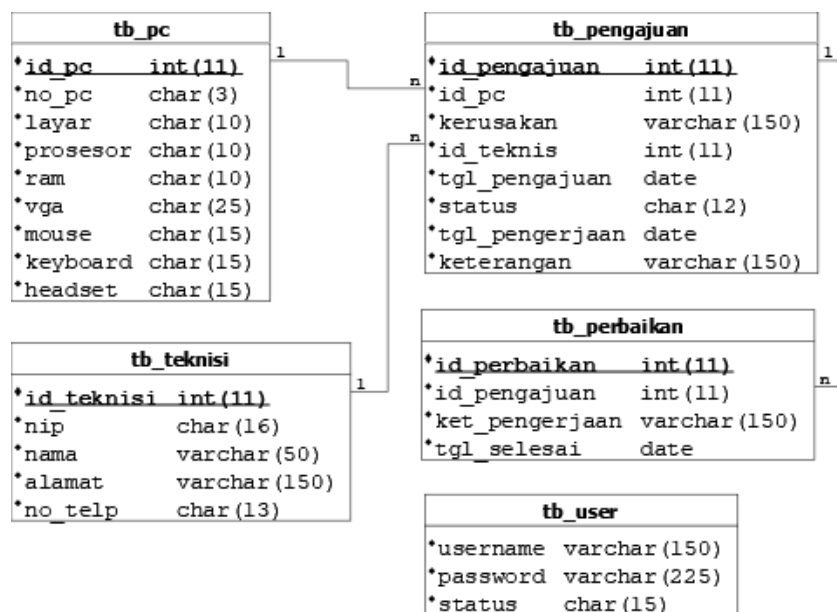 tb_pc
*id_pc int(11)
*no_pc char(3)
*layar char(10)
*prosesor char(10)
*ram char(10)
*vga char(25)
*mouse char(15)
*keyboard char(15)
*headset char(15)
1
n
n
1
tb_pengajuan
*id_pengajuan int(11)
*id_pc int(11)
*kerusakan varchar(150)
*id_teknis int(11)
*tgl_pengajuan date
*status char(12)
*tgl_pengerjaan date
*keterangan varchar(150)
tb_teknisi
*id_teknisi int(11)
*nip char(16)
*nama varchar(50)
*alamat varchar(150)
*no_telp char(13)
1
tb_perbaikan
*id_perbaikan int(11)
*id_pengajuan int(11)
*ket_pengerjaan varchar(150)
*tgl_selesai date
n
tb_user
*username varchar(150)
*password varchar(225)
*status char(15)